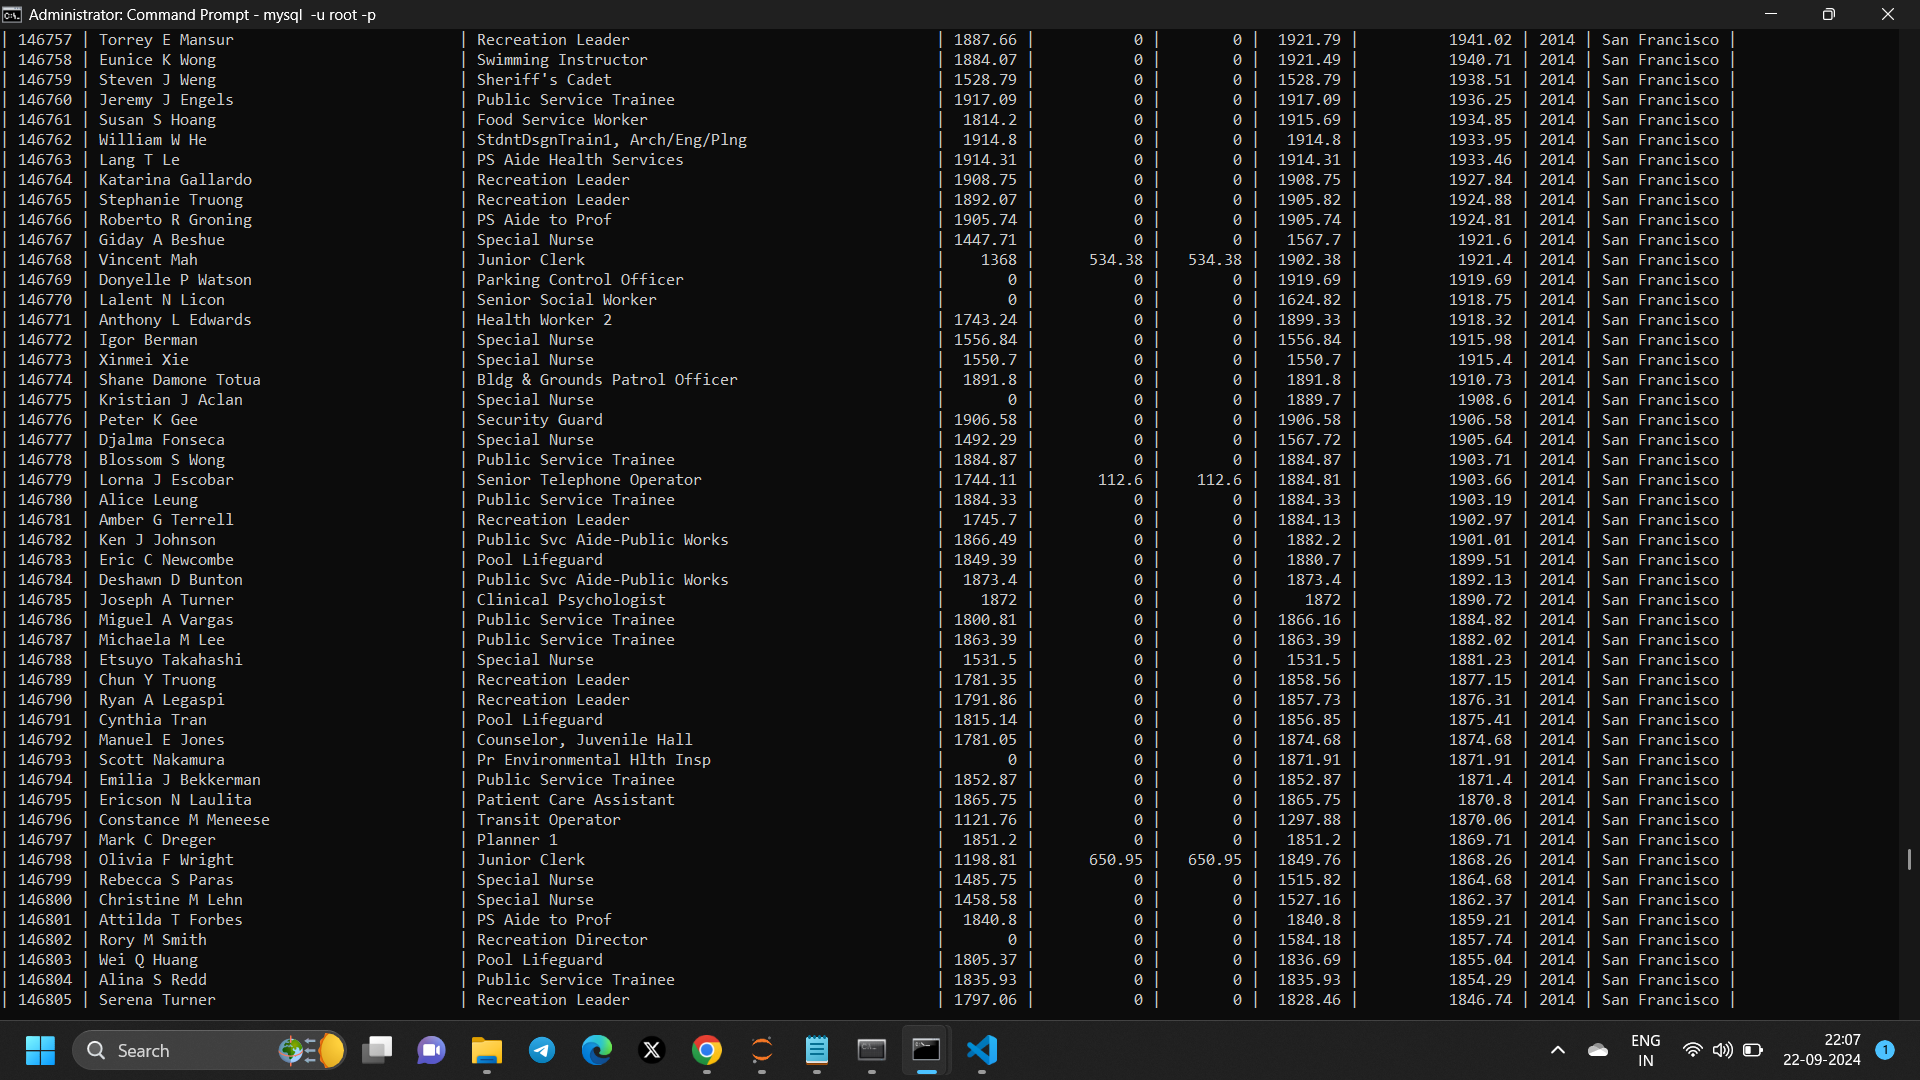 Administrator: Command Prompt - mysql  -u root -p
| 146757 | Torrey E Mansur | Recreation Leader | 1887.66 | 0 | 0 | 1921.79 | 1941.02 | 2014 | San Francisco |
| 146758 | Eunice K Wong | Swimming Instructor | 1884.07 | 0 | 0 | 1921.49 | 1940.71 | 2014 | San Francisco |
| 146759 | Steven J Weng | Sheriff's Cadet | 1528.79 | 0 | 0 | 1528.79 | 1938.51 | 2014 | San Francisco |
| 146760 | Jeremy J Engels | Public Service Trainee | 1917.09 | 0 | 0 | 1917.09 | 1936.25 | 2014 | San Francisco |
| 146761 | Susan S Hoang | Food Service Worker | 1814.2 | 0 | 0 | 1915.69 | 1934.85 | 2014 | San Francisco |
| 146762 | William W He | StdntDsgnTrain1, Arch/Eng/Plng | 1914.8 | 0 | 0 | 1914.8 | 1933.95 | 2014 | San Francisco |
| 146763 | Lang T Le | PS Aide Health Services | 1914.31 | 0 | 0 | 1914.31 | 1933.46 | 2014 | San Francisco |
| 146764 | Katarina Gallardo | Recreation Leader | 1908.75 | 0 | 0 | 1908.75 | 1927.84 | 2014 | San Francisco |
| 146765 | Stephanie Truong | Recreation Leader | 1892.07 | 0 | 0 | 1905.82 | 1924.88 | 2014 | San Francisco |
| 146766 | Roberto R Groning | PS Aide to Prof | 1905.74 | 0 | 0 | 1905.74 | 1924.81 | 2014 | San Francisco |
| 146767 | Giday A Beshue | Special Nurse | 1447.71 | 0 | 0 | 1567.7 | 1921.6 | 2014 | San Francisco |
| 146768 | Vincent Mah | Junior Clerk | 1368 | 534.38 | 534.38 | 1902.38 | 1921.4 | 2014 | San Francisco |
| 146769 | Donyelle P Watson | Parking Control Officer | 0 | 0 | 0 | 1919.69 | 1919.69 | 2014 | San Francisco |
| 146770 | Lalent N Licon | Senior Social Worker | 0 | 0 | 0 | 1624.82 | 1918.75 | 2014 | San Francisco |
| 146771 | Anthony L Edwards | Health Worker 2 | 1743.24 | 0 | 0 | 1899.33 | 1918.32 | 2014 | San Francisco |
| 146772 | Igor Berman | Special Nurse | 1556.84 | 0 | 0 | 1556.84 | 1915.98 | 2014 | San Francisco |
| 146773 | Xinmei Xie | Special Nurse | 1550.7 | 0 | 0 | 1550.7 | 1915.4 | 2014 | San Francisco |
| 146774 | Shane Damone Totua | Bldg & Grounds Patrol Officer | 1891.8 | 0 | 0 | 1891.8 | 1910.73 | 2014 | San Francisco |
| 146775 | Kristian J Aclan | Special Nurse | 0 | 0 | 0 | 1889.7 | 1908.6 | 2014 | San Francisco |
| 146776 | Peter K Gee | Security Guard | 1906.58 | 0 | 0 | 1906.58 | 1906.58 | 2014 | San Francisco |
| 146777 | Djalma Fonseca | Special Nurse | 1492.29 | 0 | 0 | 1567.72 | 1905.64 | 2014 | San Francisco |
| 146778 | Blossom S Wong | Public Service Trainee | 1884.87 | 0 | 0 | 1884.87 | 1903.71 | 2014 | San Francisco |
| 146779 | Lorna J Escobar | Senior Telephone Operator | 1744.11 | 112.6 | 112.6 | 1884.81 | 1903.66 | 2014 | San Francisco |
| 146780 | Alice Leung | Public Service Trainee | 1884.33 | 0 | 0 | 1884.33 | 1903.19 | 2014 | San Francisco |
| 146781 | Amber G Terrell | Recreation Leader | 1745.7 | 0 | 0 | 1884.13 | 1902.97 | 2014 | San Francisco |
| 146782 | Ken J Johnson | Public Svc Aide-Public Works | 1866.49 | 0 | 0 | 1882.2 | 1901.01 | 2014 | San Francisco |
| 146783 | Eric C Newcombe | Pool Lifeguard | 1849.39 | 0 | 0 | 1880.7 | 1899.51 | 2014 | San Francisco |
| 146784 | Deshawn D Bunton | Public Svc Aide-Public Works | 1873.4 | 0 | 0 | 1873.4 | 1892.13 | 2014 | San Francisco |
| 146785 | Joseph A Turner | Clinical Psychologist | 1872 | 0 | 0 | 1872 | 1890.72 | 2014 | San Francisco |
| 146786 | Miguel A Vargas | Public Service Trainee | 1800.81 | 0 | 0 | 1866.16 | 1884.82 | 2014 | San Francisco |
| 146787 | Michaela M Lee | Public Service Trainee | 1863.39 | 0 | 0 | 1863.39 | 1882.02 | 2014 | San Francisco |
| 146788 | Etsuyo Takahashi | Special Nurse | 1531.5 | 0 | 0 | 1531.5 | 1881.23 | 2014 | San Francisco |
| 146789 | Chun Y Truong | Recreation Leader | 1781.35 | 0 | 0 | 1858.56 | 1877.15 | 2014 | San Francisco |
| 146790 | Ryan A Legaspi | Recreation Leader | 1791.86 | 0 | 0 | 1857.73 | 1876.31 | 2014 | San Francisco |
| 146791 | Cynthia Tran | Pool Lifeguard | 1815.14 | 0 | 0 | 1856.85 | 1875.41 | 2014 | San Francisco |
| 146792 | Manuel E Jones | Counselor, Juvenile Hall | 1781.05 | 0 | 0 | 1874.68 | 1874.68 | 2014 | San Francisco |
| 146793 | Scott Nakamura | Pr Environmental Hlth Insp | 0 | 0 | 0 | 1871.91 | 1871.91 | 2014 | San Francisco |
| 146794 | Emilia J Bekkerman | Public Service Trainee | 1852.87 | 0 | 0 | 1852.87 | 1871.4 | 2014 | San Francisco |
| 146795 | Ericson N Laulita | Patient Care Assistant | 1865.75 | 0 | 0 | 1865.75 | 1870.8 | 2014 | San Francisco |
| 146796 | Constance M Meneese | Transit Operator | 1121.76 | 0 | 0 | 1297.88 | 1870.06 | 2014 | San Francisco |
| 146797 | Mark C Dreger | Planner 1 | 1851.2 | 0 | 0 | 1851.2 | 1869.71 | 2014 | San Francisco |
| 146798 | Olivia F Wright | Junior Clerk | 1198.81 | 650.95 | 650.95 | 1849.76 | 1868.26 | 2014 | San Francisco |
| 146799 | Rebecca S Paras | Special Nurse | 1485.75 | 0 | 0 | 1515.82 | 1864.68 | 2014 | San Francisco |
| 146800 | Christine M Lehn | Special Nurse | 1458.58 | 0 | 0 | 1527.16 | 1862.37 | 2014 | San Francisco |
| 146801 | Attilda T Forbes | PS Aide to Prof | 1840.8 | 0 | 0 | 1840.8 | 1859.21 | 2014 | San Francisco |
| 146802 | Rory M Smith | Recreation Director | 0 | 0 | 0 | 1584.18 | 1857.74 | 2014 | San Francisco |
| 146803 | Wei Q Huang | Pool Lifeguard | 1805.37 | 0 | 0 | 1836.69 | 1855.04 | 2014 | San Francisco |
| 146804 | Alina S Redd | Public Service Trainee | 1835.93 | 0 | 0 | 1835.93 | 1854.29 | 2014 | San Francisco |
| 146805 | Serena Turner | Recreation Leader | 1797.06 | 0 | 0 | 1828.46 | 1846.74 | 2014 | San Francisco |
Search
ENG
IN
22:07
22-09-2024
1